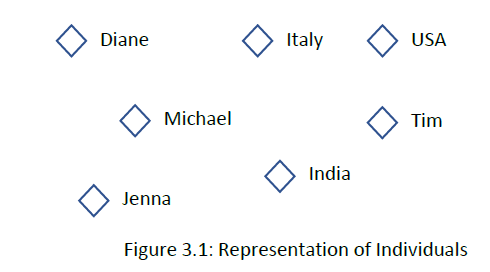 Diane
Italy
USA
Michael
Tim
India
Jenna
Figure 3.1: Representation of Individuals